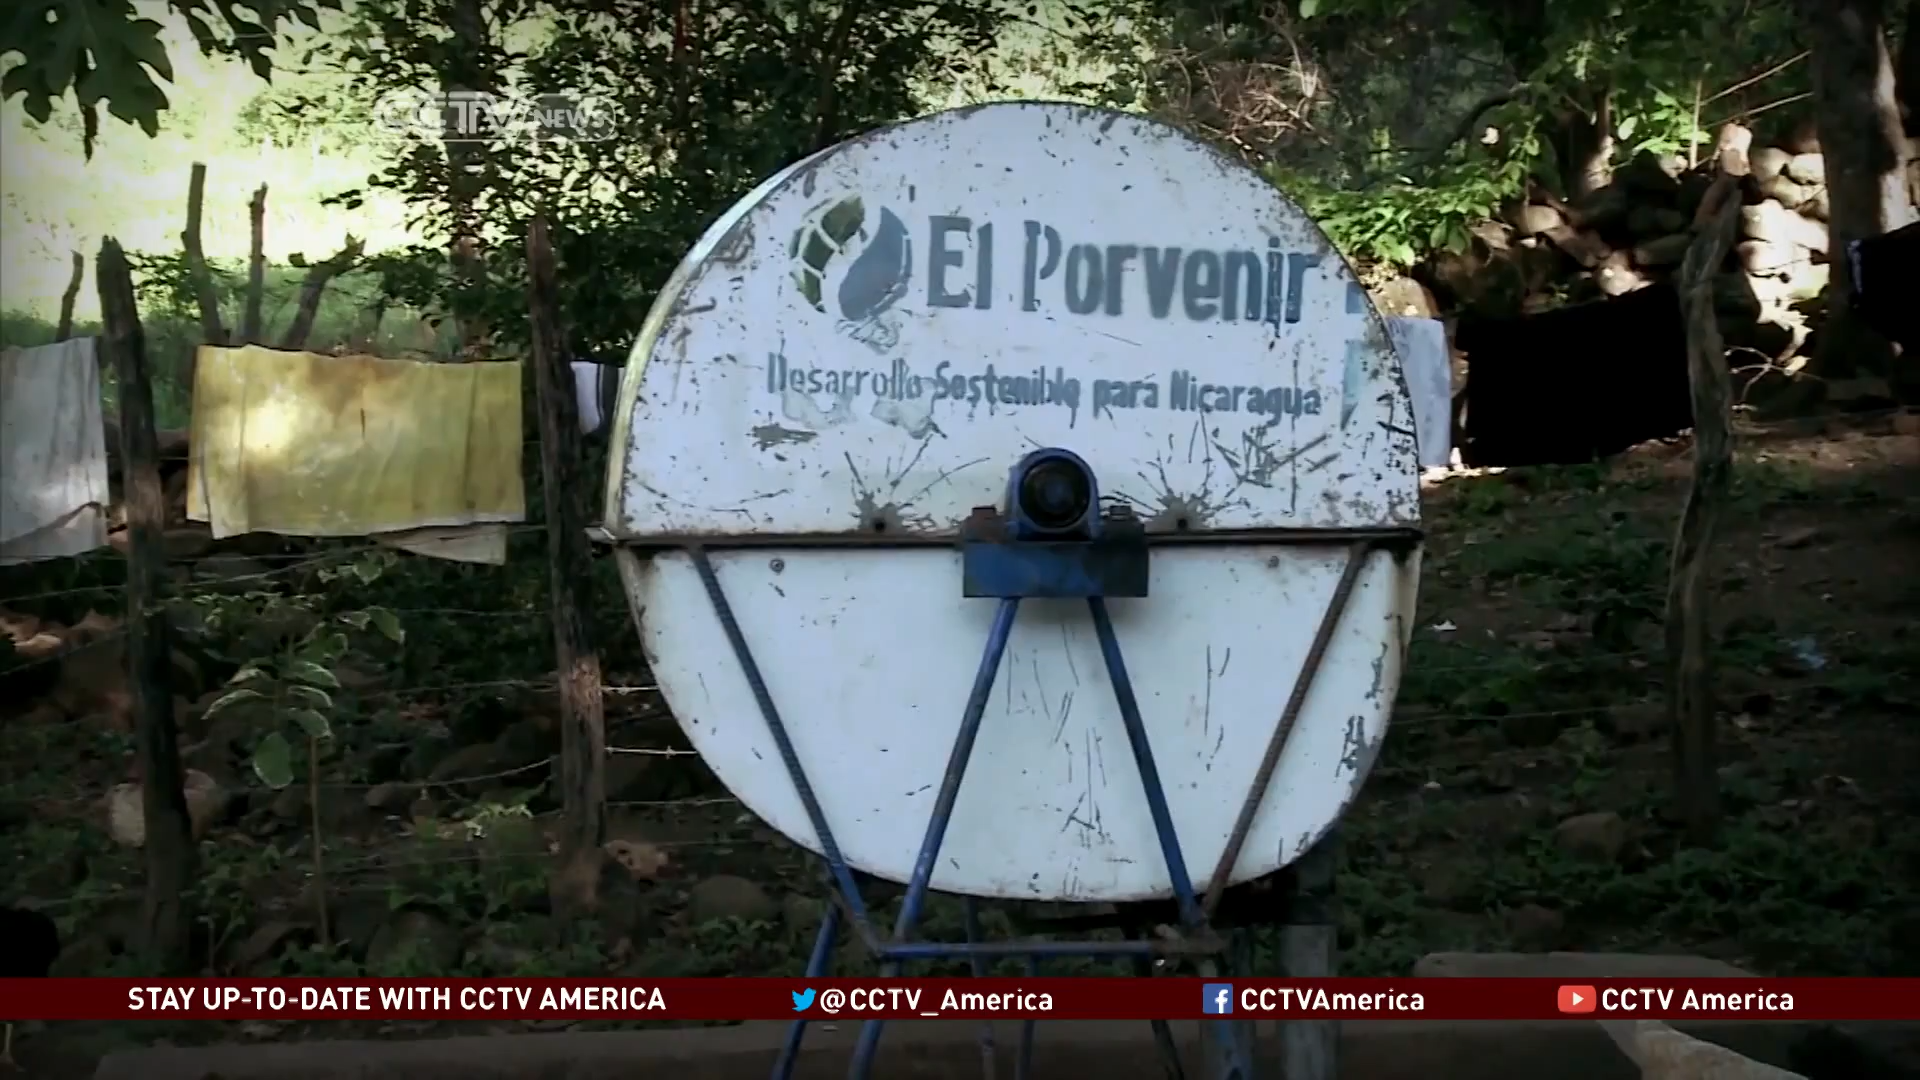 CCTV NEWS
El Porvenir
Desarrollo Sostenible para Nicaragua
STAY UP-TO-DATE WITH CCTV AMERICA
@CCTV_America
CCTVAmerica
CCTV America